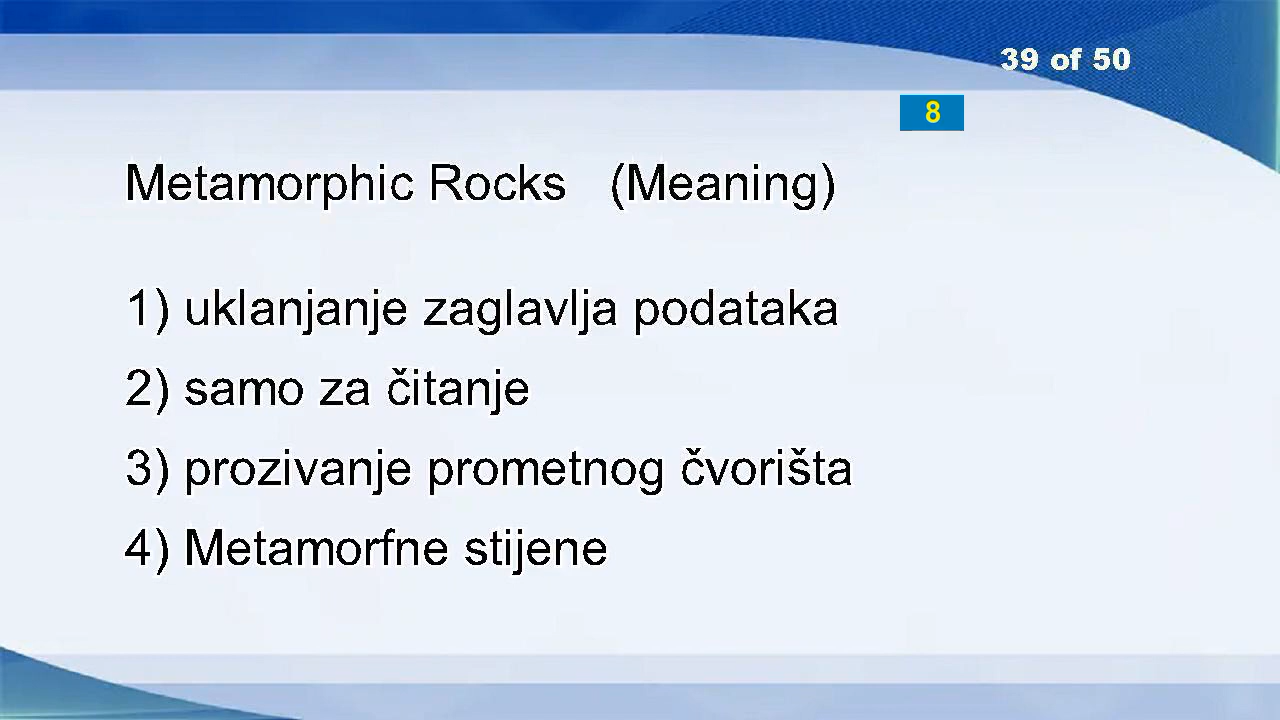 39 of 50
8
Metamorphic Rocks (Meaning)
1) uklanjanje zaglavlja podataka
2) samo za čitanje
3) prozivanje prometnog čvorišta
4) Metamorfne stijene